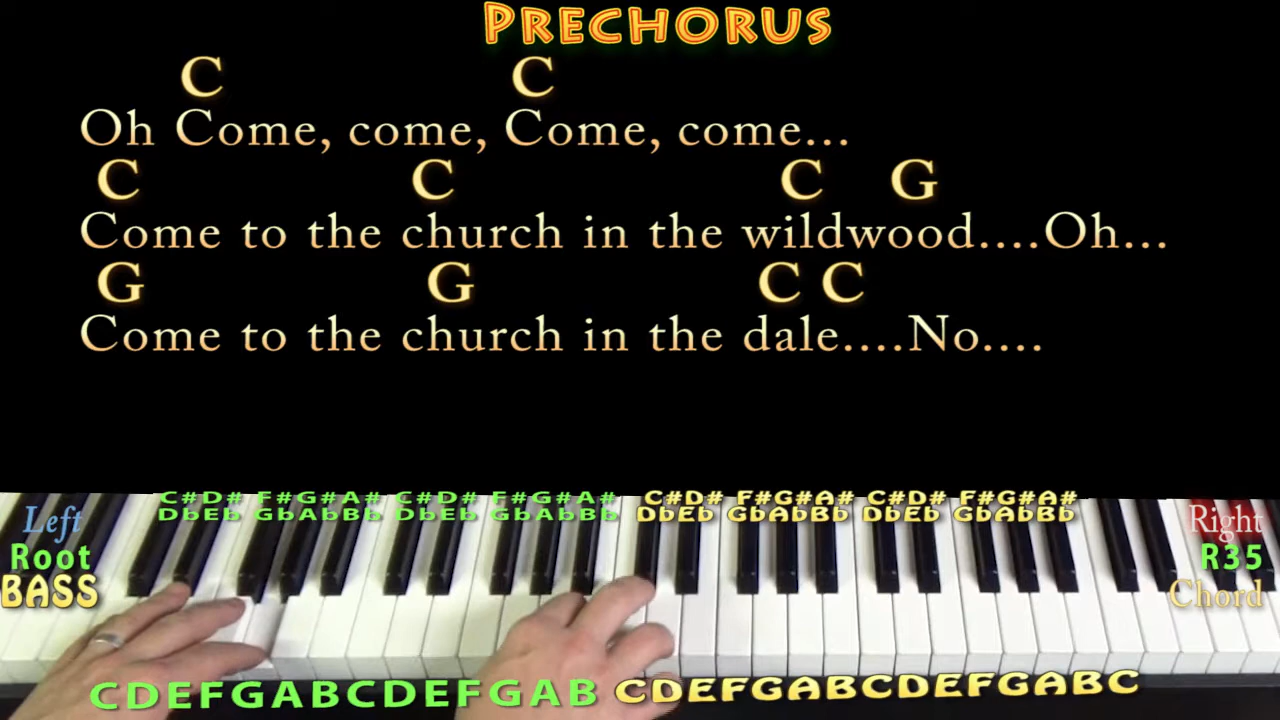 PRECHORUS
C C
Oh Come, come, Come, come...
C C C G
Come to the church in the wildwood....Oh...
G G C C
Come to the church in the dale....No....
C#D# F#G#A# C#D# F#G#A# C#D# F#G#A# C#D# F#G#A#
DbEb GbAbBb DbEb GbAbBb DbEb GbAbBb DbEb GbAbBb
Left
Root
BASS
Right
R35
Chord
CDEFGABCDEFGAB CDEFGABCDEFGABC